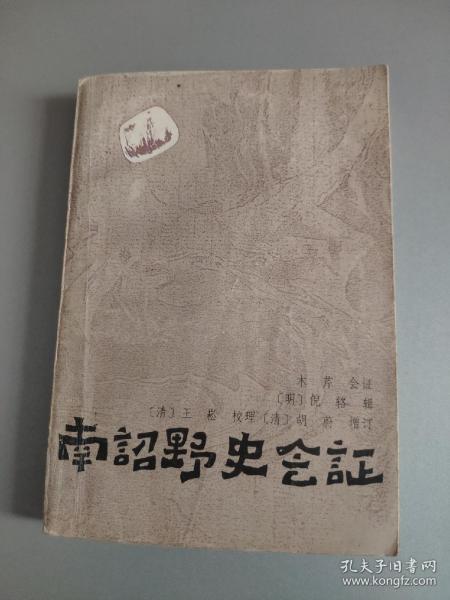 木芹 会证
〔明〕倪辂 辑
〔清〕王崧 校理〔清〕胡蔚 增订
南詔野史会証
孔夫子旧书网
www.kongfz.com